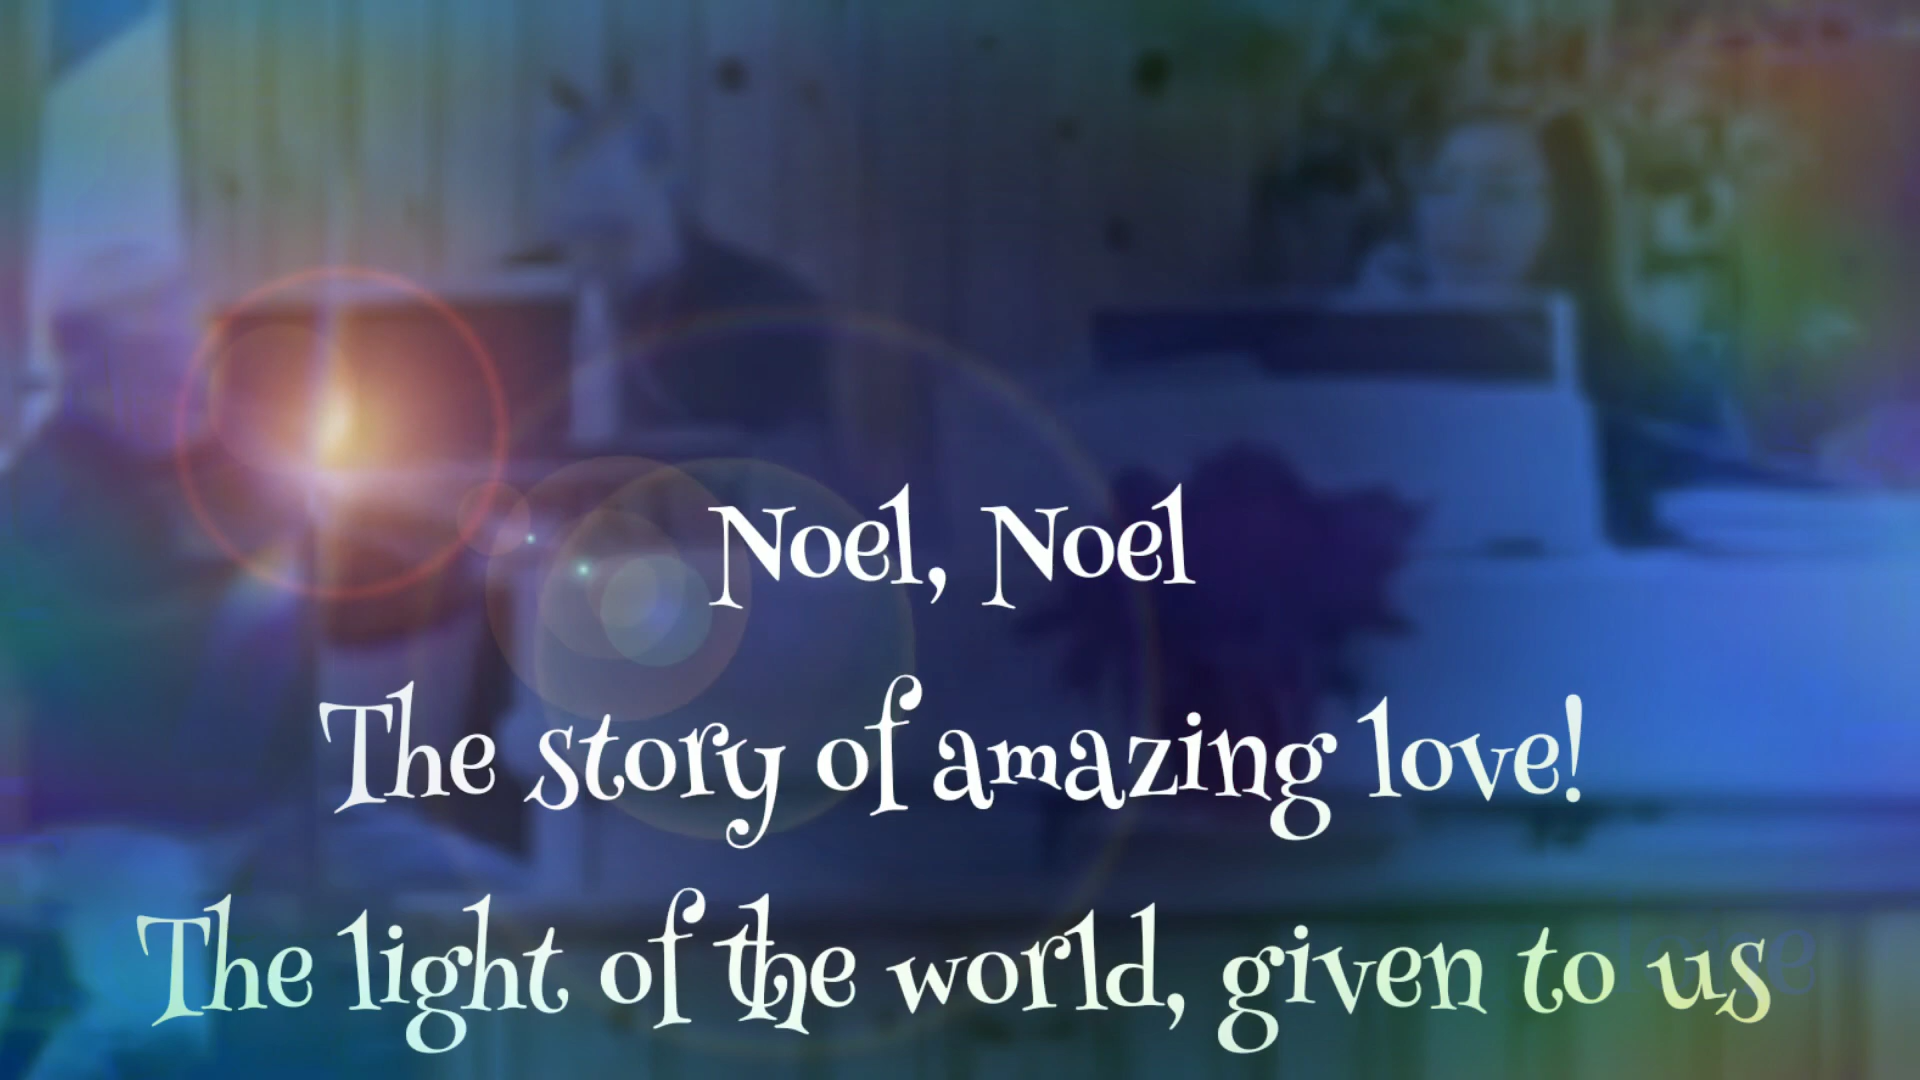 Noel, Noel
The story of amazing love!
The light of the world, given to us